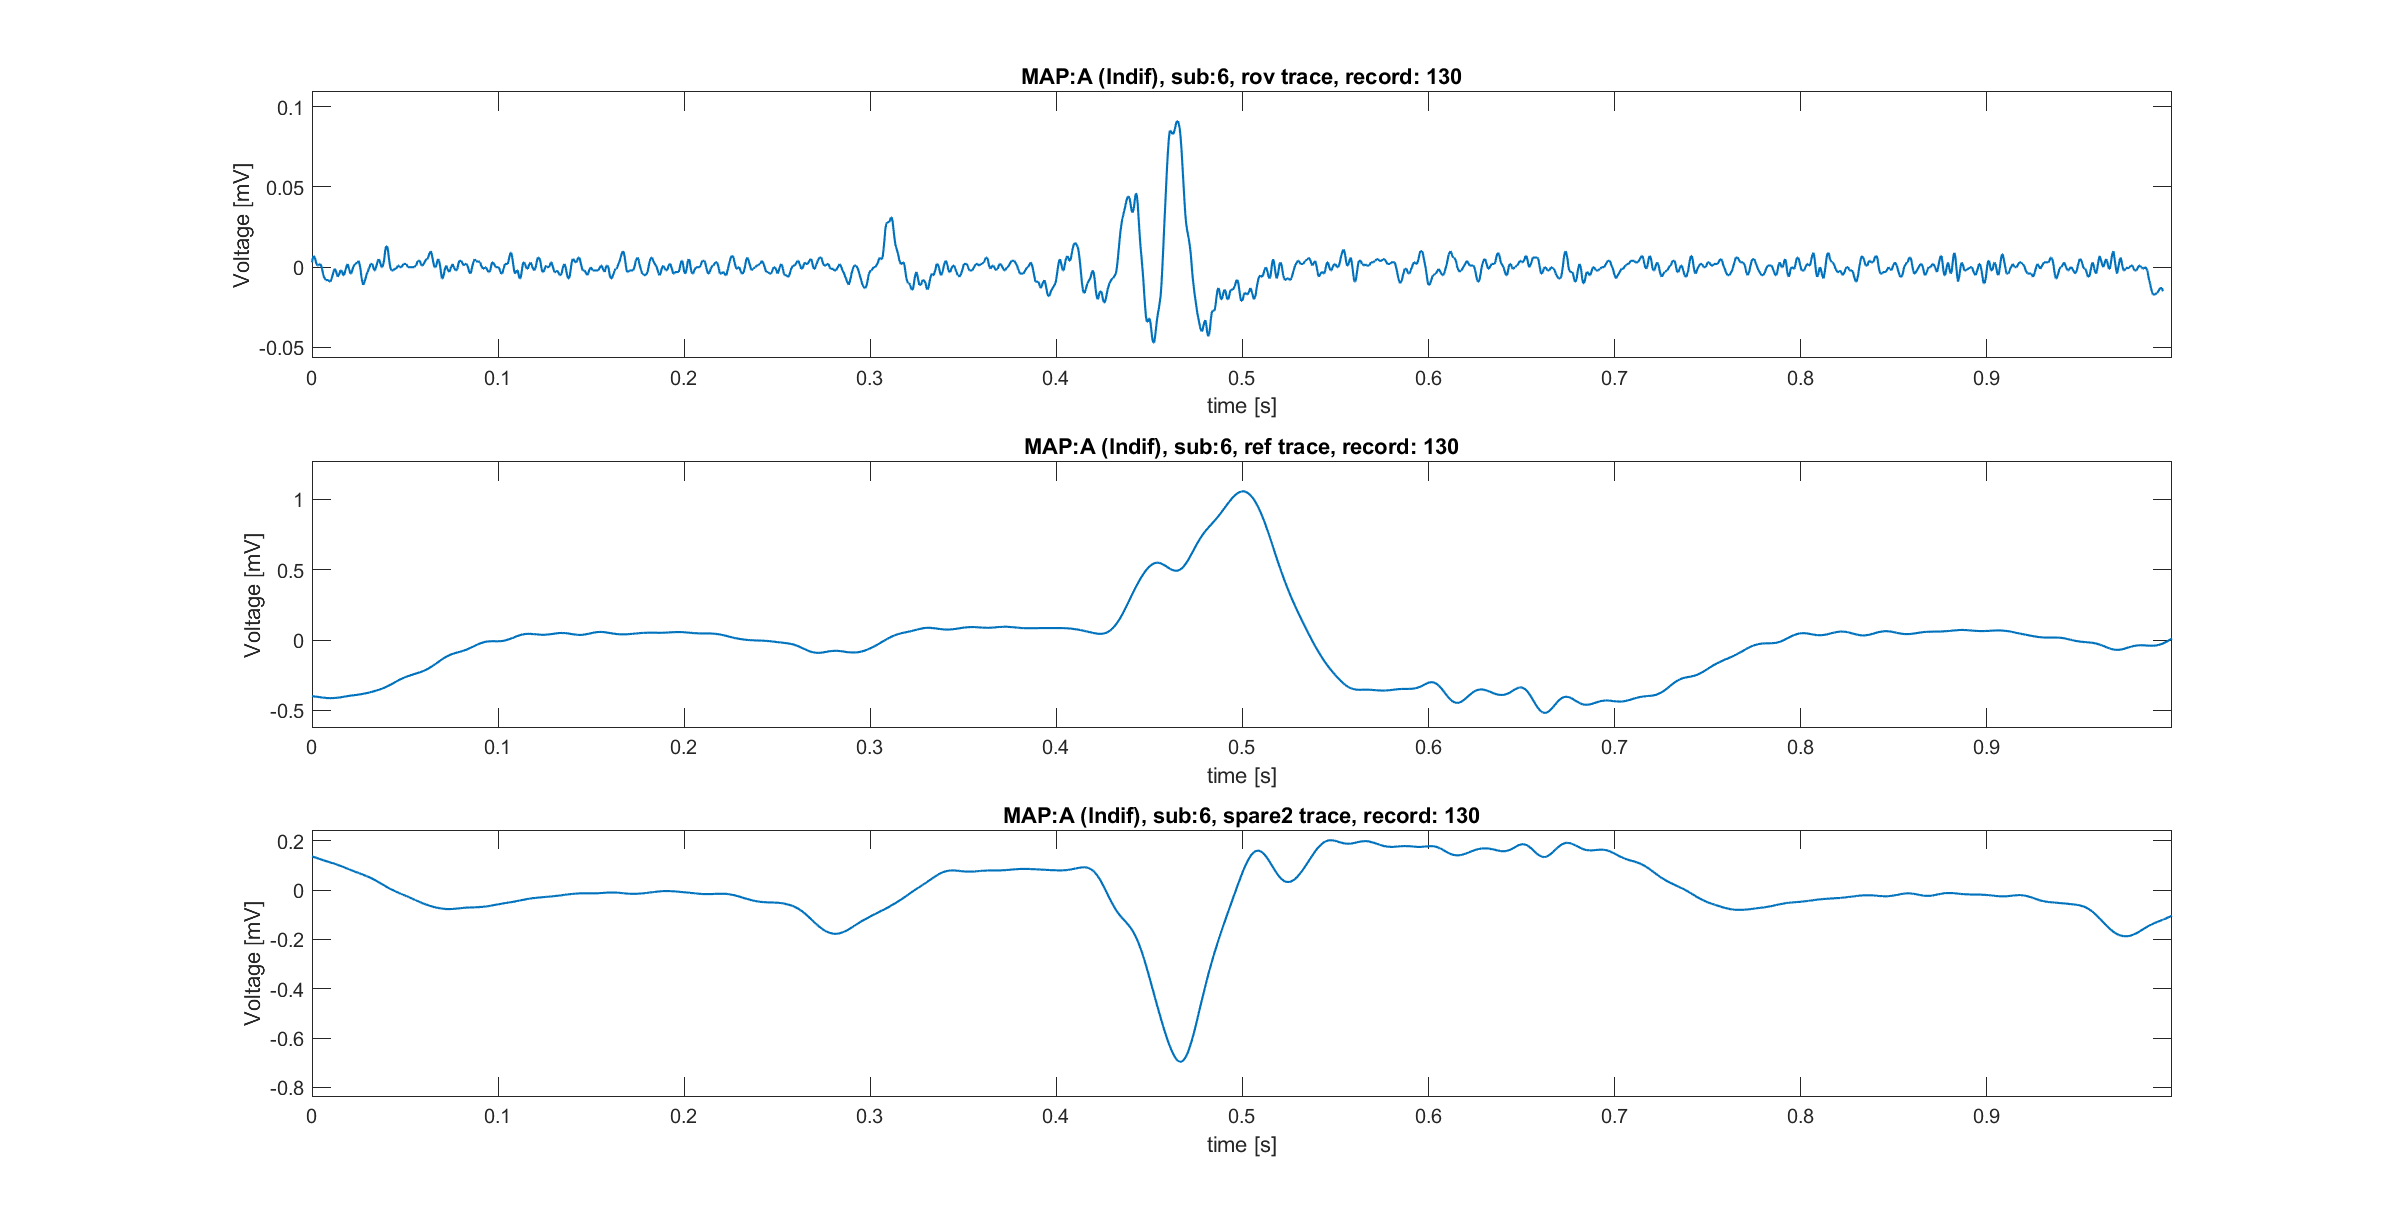 MAP:A (Indif), sub:6, rov trace, record: 130
Voltage [mV]
0.1
0.05
0
-0.05
0 0.1 0.2 0.3 0.4 0.5 0.6 0.7 0.8 0.9
time [s]
MAP:A (Indif), sub:6, ref trace, record: 130
Voltage [mV]
1
0.5
0
-0.5
0 0.1 0.2 0.3 0.4 0.5 0.6 0.7 0.8 0.9
time [s]
MAP:A (Indif), sub:6, spare2 trace, record: 130
Voltage [mV]
0.2
0
-0.2
-0.4
-0.6
-0.8
0 0.1 0.2 0.3 0.4 0.5 0.6 0.7 0.8 0.9
time [s]